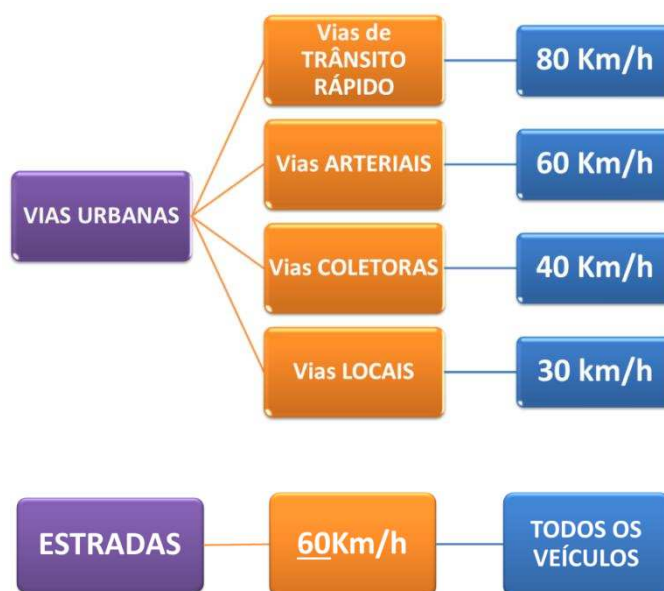 Vias de
TRÂNSITO
RÁPIDO
80 Km/h
Vias ARTERIAIS
60 Km/h
VIAS URBANAS
Vias COLETORAS
40 Km/h
Vias LOCAIS
30 km/h
ESTRADAS
60Km/h
TODOS OS
VEÍCULOS